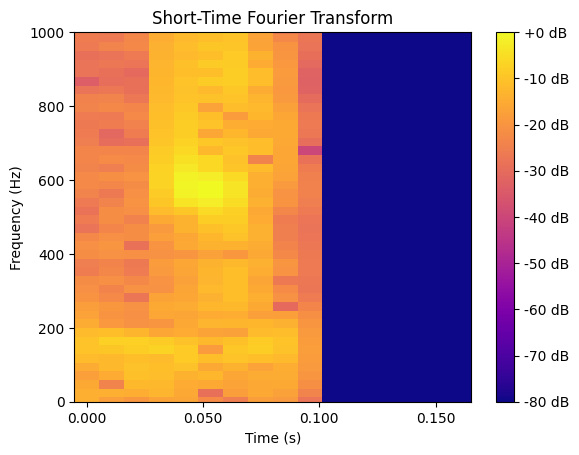 Short-Time Fourier Transform
1000
800
600
400
200
0
Frequency (Hz)
0.000
0.050
0.100
0.150
Time (s)
+0 dB
-10 dB
-20 dB
-30 dB
-40 dB
-50 dB
-60 dB
-70 dB
-80 dB